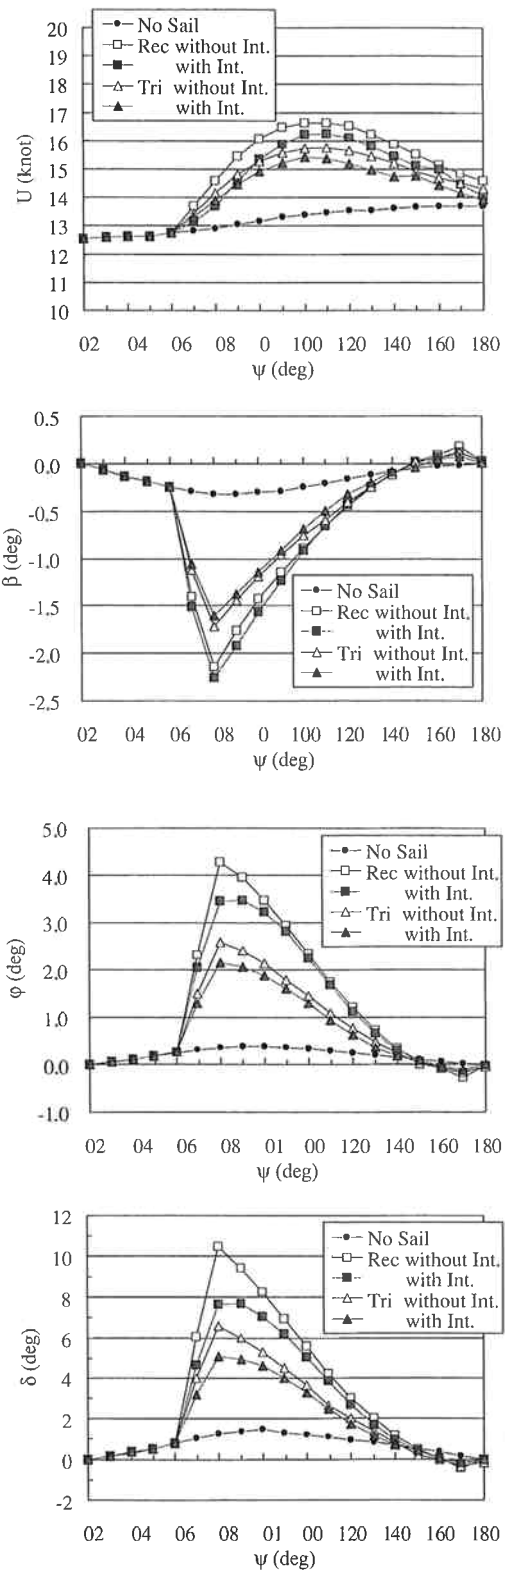 No Sail
Rec without Int.
with Int.
Tri without Int.
with Int.
20
19
18
17
16
15
14
13
12
11
10
U (knot)
02 04 06 08 0 100 120 140 160 180
ψ (deg)
0.5
0.0
-0.5
-1.0
-1.5
-2.0
-2.5
β (deg)
No Sail
Rec without Int.
with Int.
Tri without Int.
with Int.
02 04 06 08 0 100 120 140 160 180
ψ (deg)
5.0
4.0
3.0
2.0
1.0
0.0
-1.0
φ (deg)
No Sail
Rec without Int.
with Int.
Tri without Int.
with Int.
02 04 06 08 01 00 120 140 160 180
ψ (deg)
12
10
8
6
4
2
0
-2
δ (deg)
No Sail
Rec without Int.
with Int.
Tri without Int.
with Int.
02 04 06 08 01 00 120 140 160 180
ψ (deg)